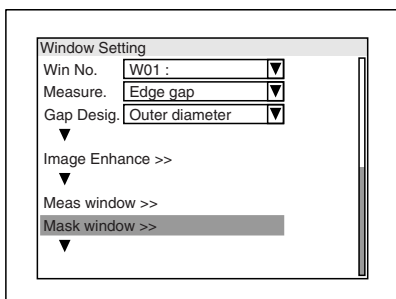 Window Setting
Win No. W01 :
Measure. Edge gap
Gap Desig. Outer diameter
Image Enhance >>
Meas window >>
Mask window >>